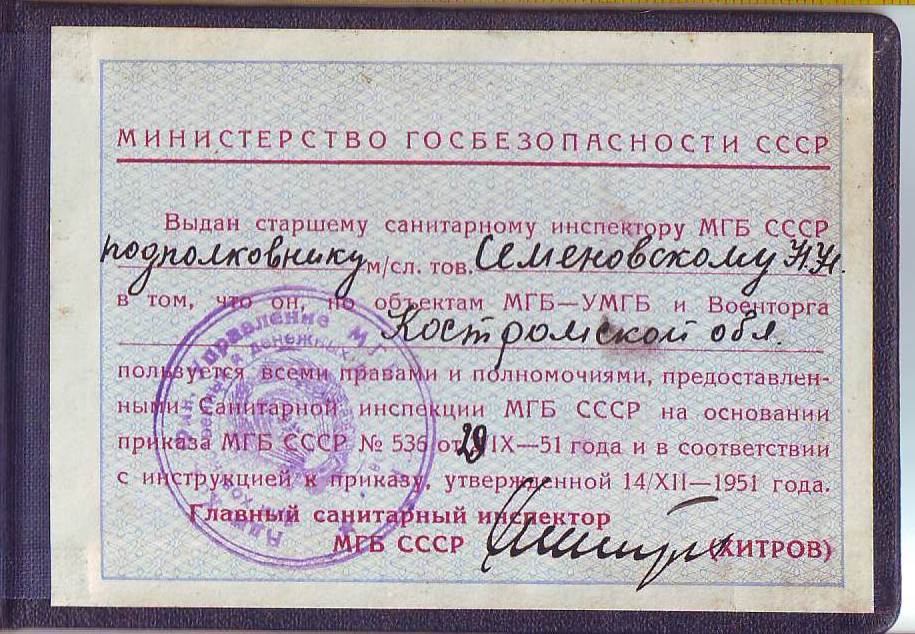 МИНИСТЕРСТВО ГОСБЕЗОПАСНОСТИ СССР
Выдан старшему санитарному инспектору МГБ СССР
подполковнику м/сл. тов. Семеновскому Н.Н.
в том, что он, по объектам МГБ—УМГБ и Военторга
Костромской обл.
пользуется всеми правами и полномочиями, предоставлен-
ными Санитарной инспекции МГБ СССР на основании
приказа МГБ СССР № 536 от 29 IX—51 года и в соответствии
с инструкцией к приказу, утвержденной 14/XII—1951 года.
Главный санитарный инспектор
МГБ СССР (ХИТРОВ)
Управление МГ
денежных